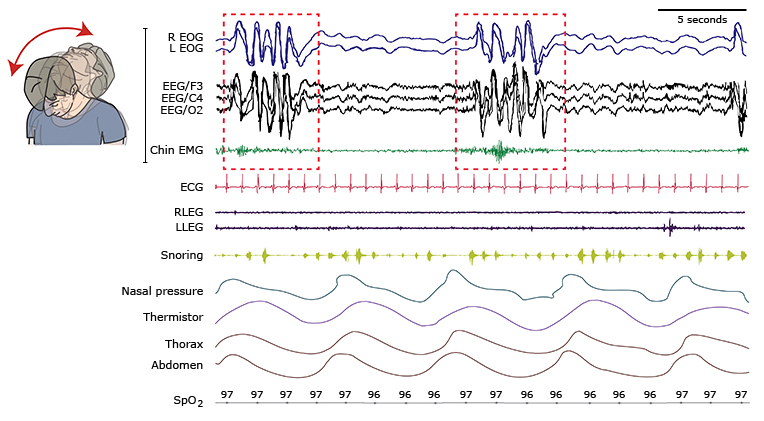 5 seconds
R EOG
L EOG
EEG/F3
EEG/C4
EEG/O2
Chin EMG
ECG
RLEG
LLEG
Snoring
Nasal pressure
Thermistor
Thorax
Abdomen
SpO2 97 97 97 97 97 96 96 96 97 97 96 96 96 96 96 97 97 97